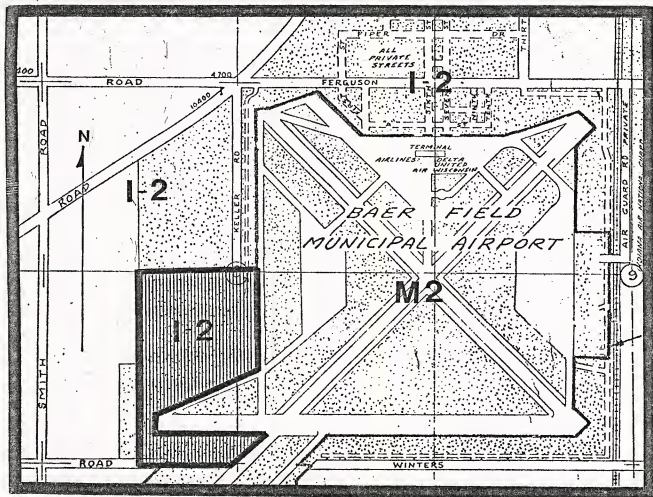 PIPER DR
ALL
PRIVATE
STREETS
4700
ROAD
FERGUSON
I-2
10400
ROAD
TERMINAL
AIRLINES: DELTA
UNITED
AIR WISCONSIN
N
ROAD
I-2
KELLER RD
BAER FIELD
MUNICIPAL AIRPORT
AIR GUARD RD PRIVATE
M2
9
I-2
SMITH
ROAD
WINTERS